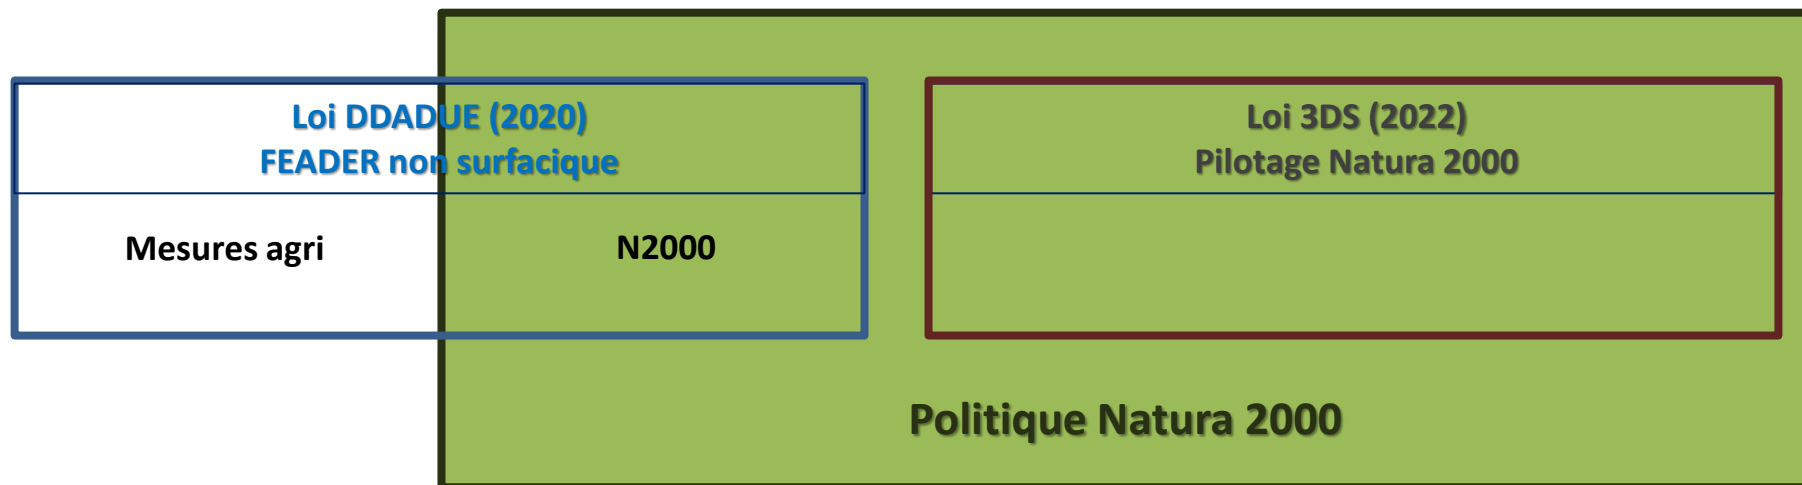 Loi DDADUE (2020)
FEADER non surfacique
Mesures agri
N2000
Loi 3DS (2022)
Pilotage Natura 2000
Politique Natura 2000